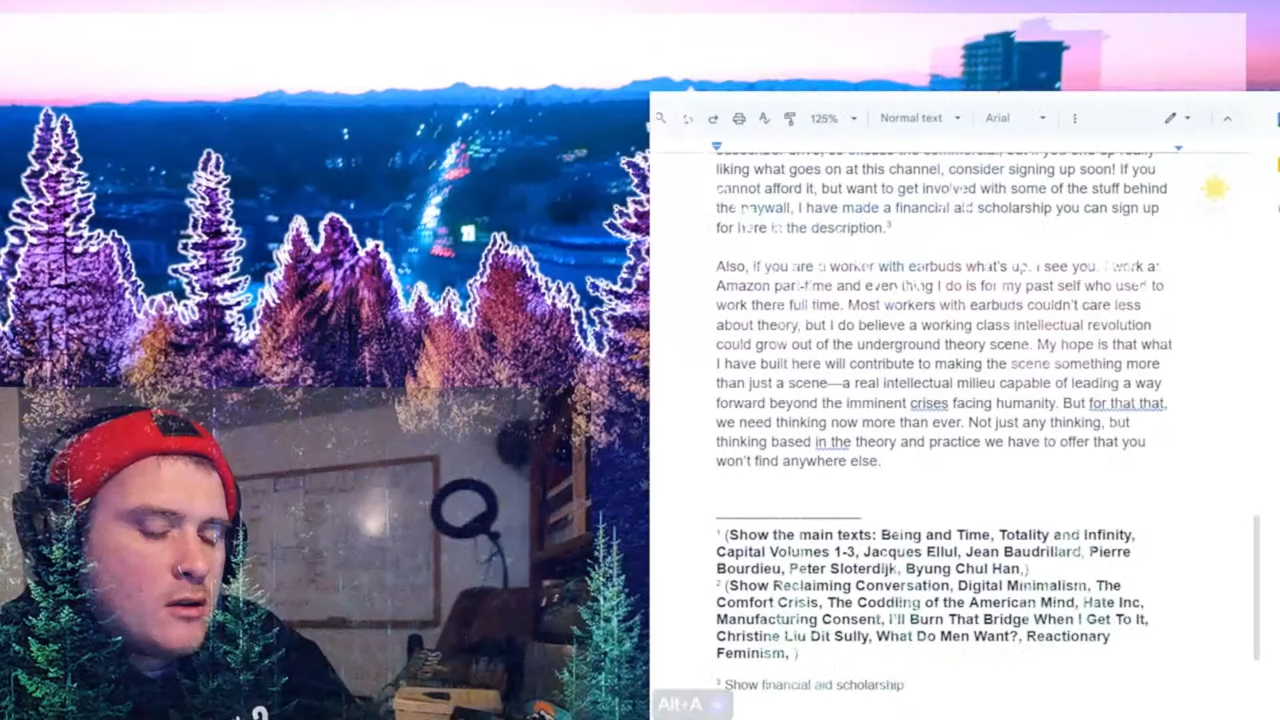 125%
Normal text
Arial
liking what goes on at this channel, consider signing up soon! If you
cannot afford it, but want to get involved with some of the stuff behind
the paywall, I have made a financial aid scholarship you can sign up
for here in the description.³
Also, if you are a worker with earbuds what's up, I see you. I work at
Amazon part-time and everything I do is for my past self who used to
work there full time. Most workers with earbuds couldn't care less
about theory, but I do believe a working class intellectual revolution
could grow out of the underground theory scene. My hope is that what
I have built here will contribute to making the scene something more
than just a scene—a real intellectual milieu capable of leading a way
forward beyond the imminent crises facing humanity. But for that that,
we need thinking now more than ever. Not just any thinking, but
thinking based in the theory and practice we have to offer that you
won't find anywhere else.
¹ (Show the main texts: Being and Time, Totality and Infinity,
Capital Volumes 1-3, Jacques Ellul, Jean Baudrillard, Pierre
Bourdieu, Peter Sloterdijk, Byung Chul Han,)
² (Show Reclaiming Conversation, Digital Minimalism, The
Comfort Crisis, The Coddling of the American Mind, Hate Inc,
Manufacturing Consent, I'll Burn That Bridge When I Get To It,
Christine Liu Dit Sully, What Do Men Want?, Reactionary
Feminism, )
³ Show financial aid scholarship
Alt+A